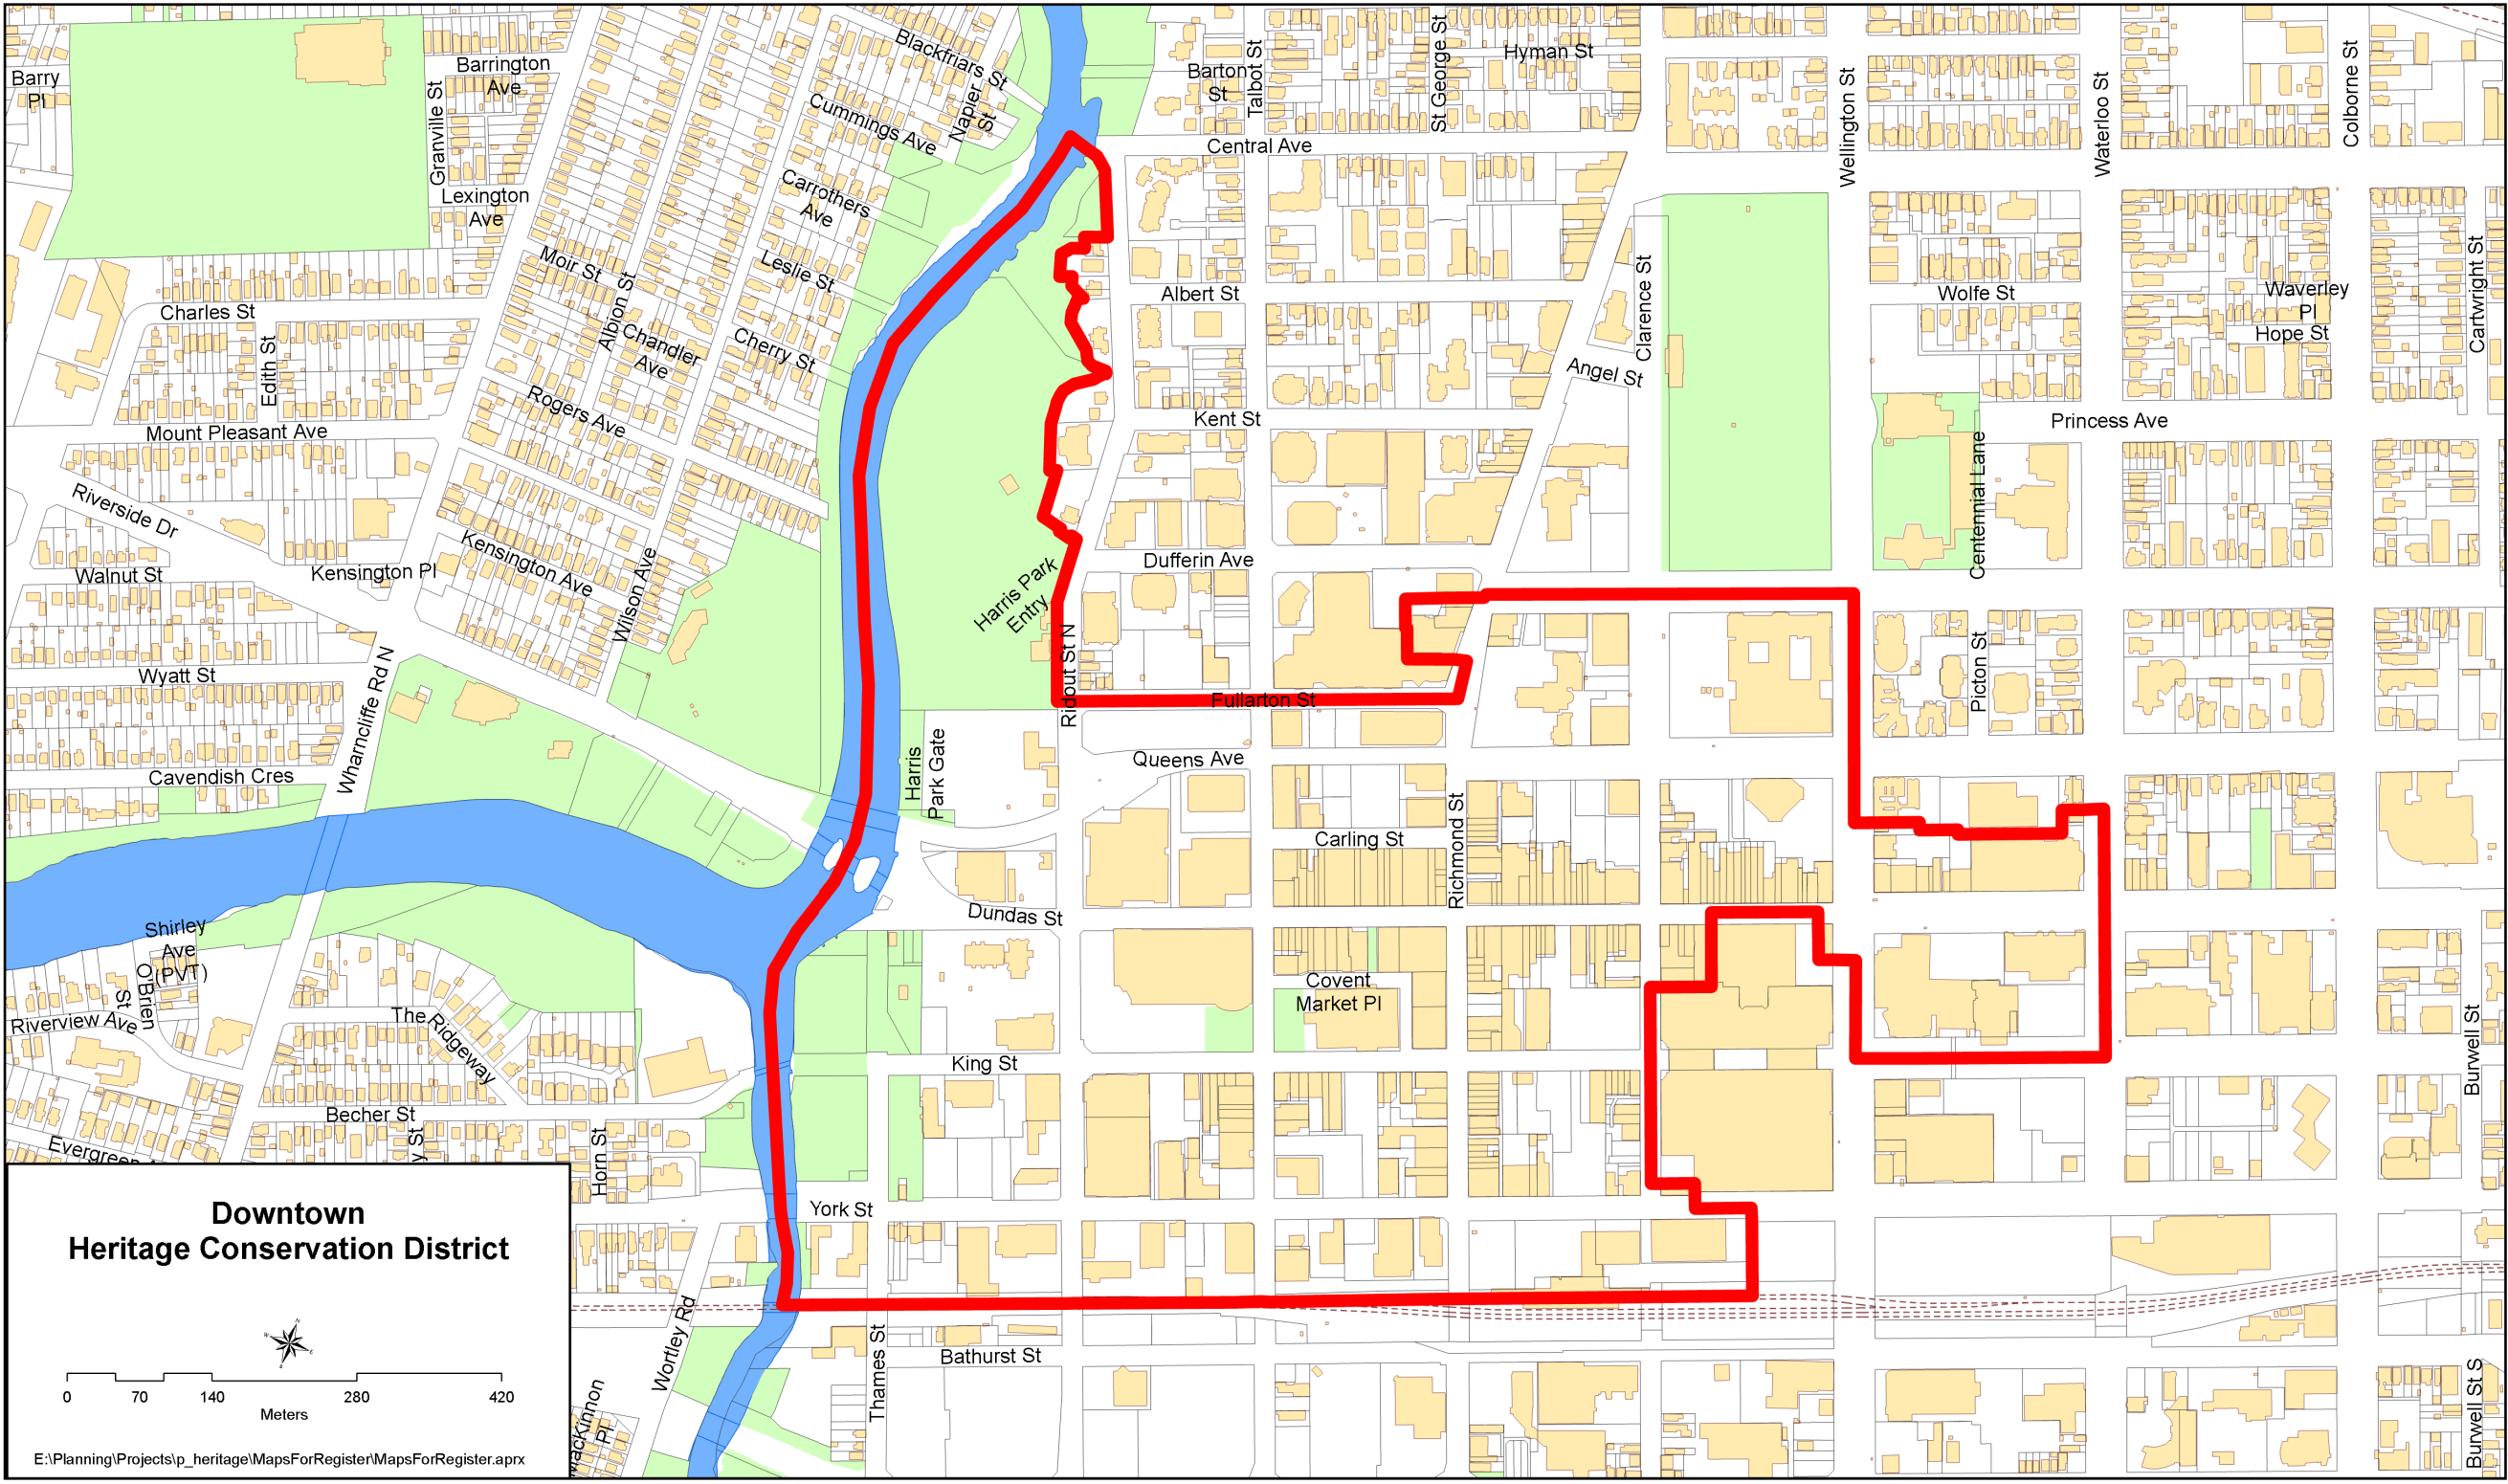 Blackfriars St
Barrington
Ave
Barry
Pl
Granville St
Cummings Ave
Napier
St
Barton
St
Talbot St
St George St
Hyman St
Wellington St
Waterloo St
Colborne St
Central Ave
Lexington
Ave
Carrothers
Ave
Moir St
Leslie St
Albion St
Charles St
Chandler
Ave
Cherry St
Edith St
Albert St
Clarence St
Wolfe St
Waverley
Pl
Hope St
Cartwright St
Angel St
Rogers Ave
Mount Pleasant Ave
Kent St
Princess Ave
Riverside Dr
Kensington Ave
Kensington Pl
Walnut St
Wilson Ave
Harris Park
Entry
Dufferin Ave
Centennial Lane
Wyatt St
Wharncliffe Rd N
Ridout St N
Fullarton St
Picton St
Cavendish Cres
Harris
Park Gate
Queens Ave
Richmond St
Carling St
Dundas St
Shirley
Ave
(PVT)
O'Brien
St
Riverview Ave
The Ridgeway
Covent
Market Pl
King St
Burwell St
Becher St
Evergreen
y St
Horn St
York St
Wortley Rd
Thames St
Bathurst St
MacKinnon
Pl
Burwell St S
Downtown
Heritage Conservation District
0 70 140 280 420
Meters
E:\Planning\Projects\p_heritage\MapsForRegister\MapsForRegister.aprx